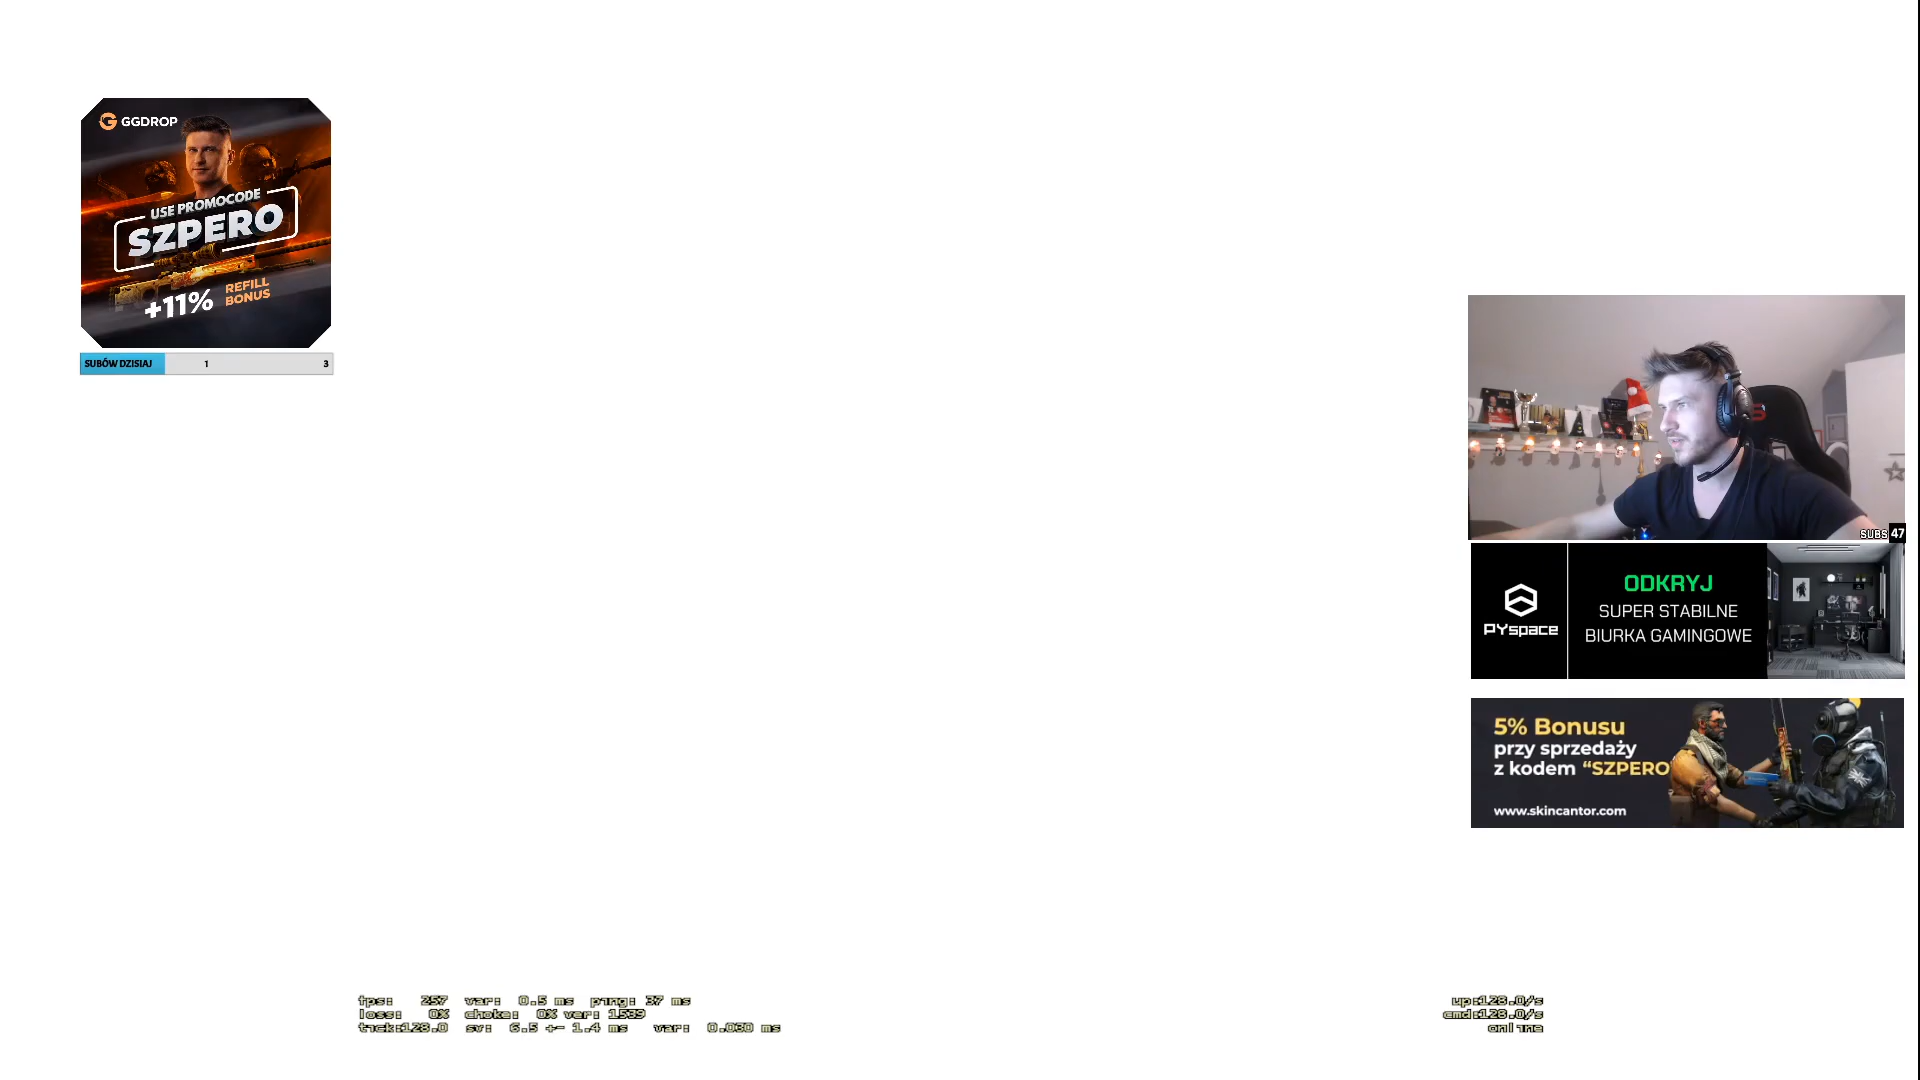 GGDROP
USE PROMOCODE
SZPERO
+11% REFILL BONUS
SUBÓW DZISIAJ 1 3
SUBS 47
PYspace
ODKRYJ
SUPER STABILNE
BIURKA GAMINGOWE
5% Bonusu
przy sprzedaży
z kodem “SZPERO
www.skincantor.com
fps: 257 var: 0.5 ms ping: 37 ms
loss: 0% choke: 0% ver: 1539
tick:128.0 sv: 6.5 +- 1.4 ms var: 0.030 ms
up:128.0/s
cmd:128.0/s
online